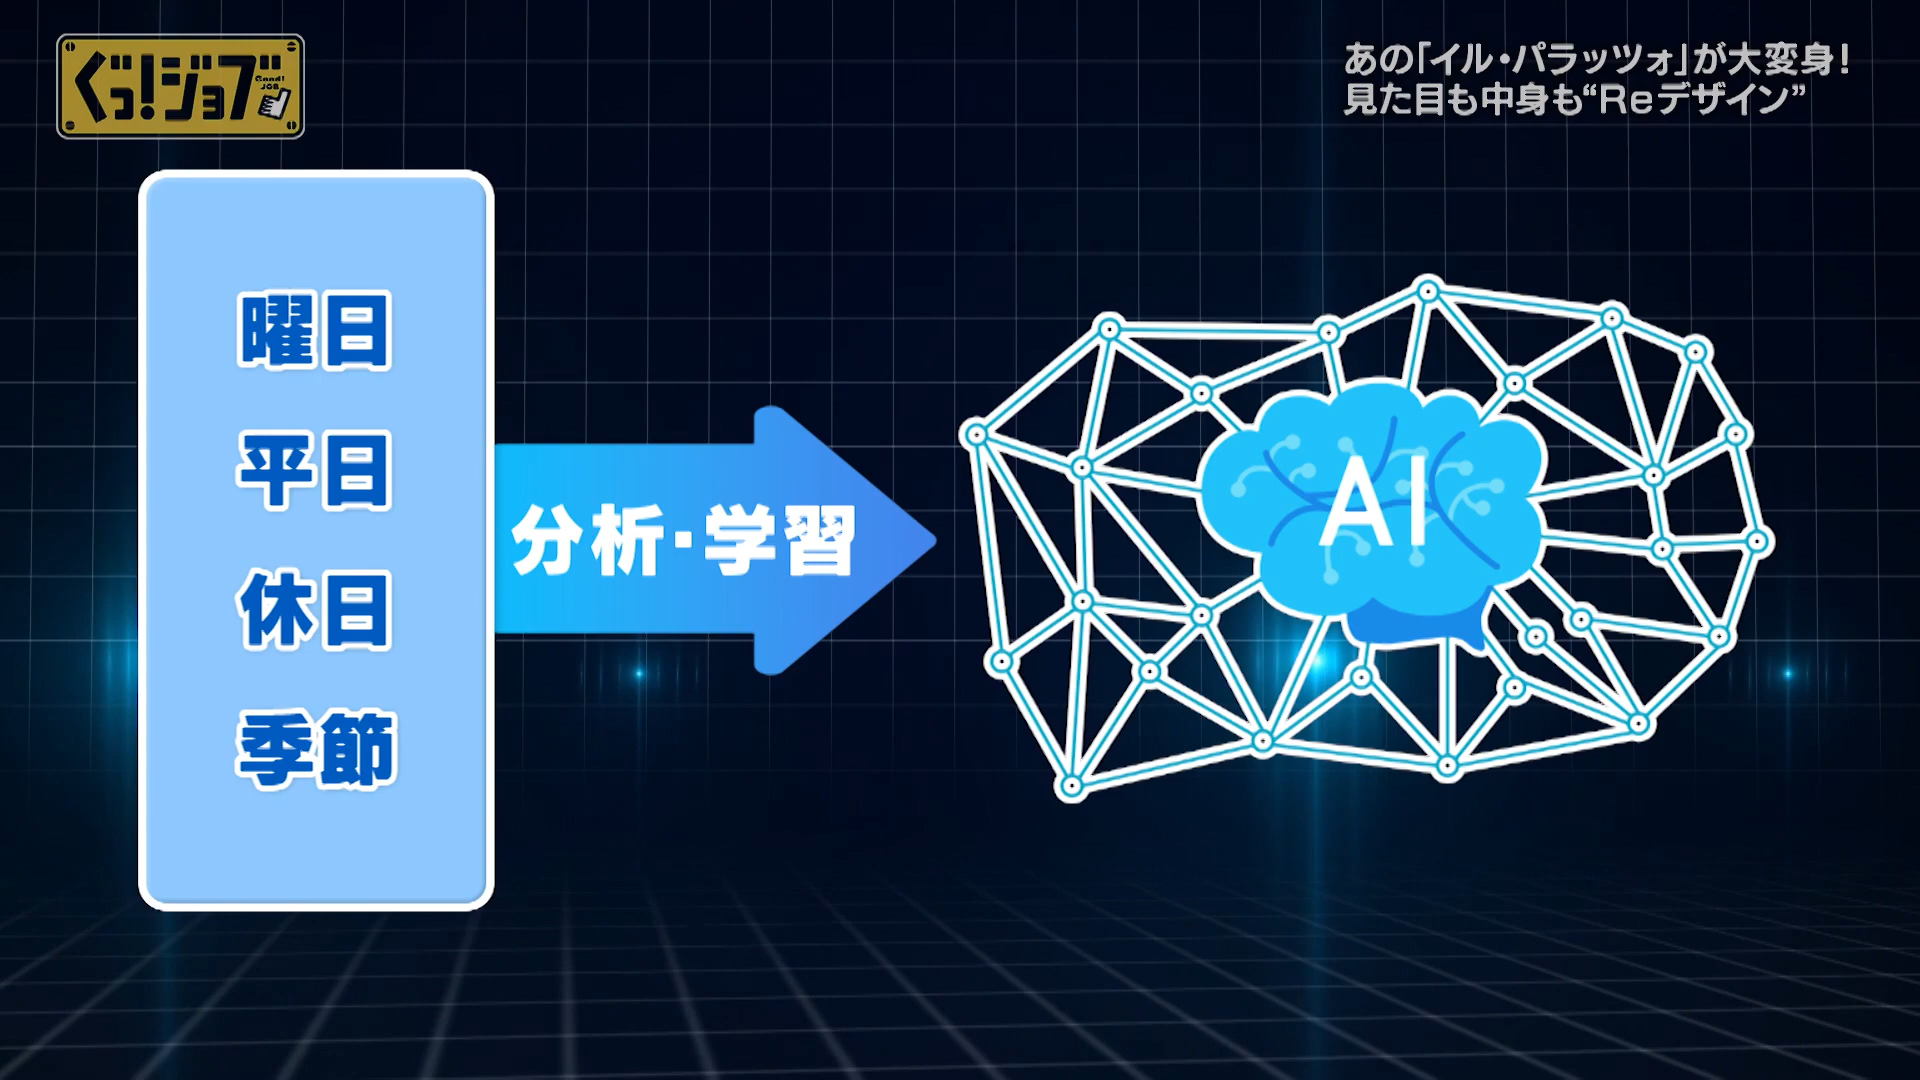 ぐっ!ジョブ
Good!
JOB
あの「イル・パラッツォ」が大変身!
見た目も中身も“Reデザイン”
曜日
平日
休日
季節
分析・学習
AI